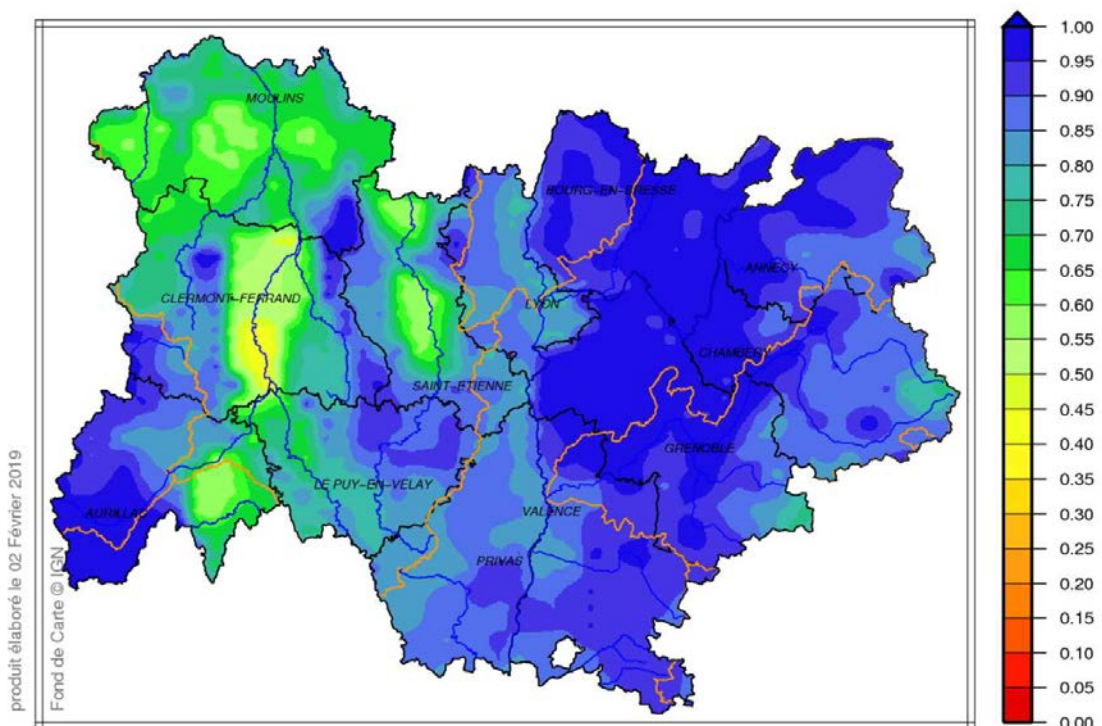 MOULINS
BOURG-EN-BRESSE
ANNECY
CLERMONT-FERRAND
LYON
CHAMBERY
SAINT-ETIENNE
GRENOBLE
LE PUY-EN-VELAY
AURILLAC
VALENCE
PRIVAS
produit élaboré le 02 Février 2019
Fond de Carte © IGN
1.00
0.95
0.90
0.85
0.80
0.75
0.70
0.65
0.60
0.55
0.50
0.45
0.40
0.35
0.30
0.25
0.20
0.15
0.10
0.05
0.00